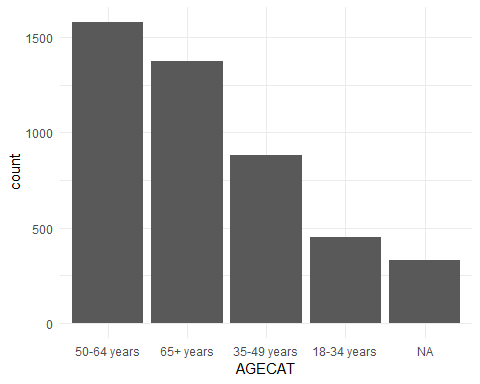 1500
1000
500
0
count
50-64 years
65+ years
35-49 years
18-34 years
NA
AGECAT